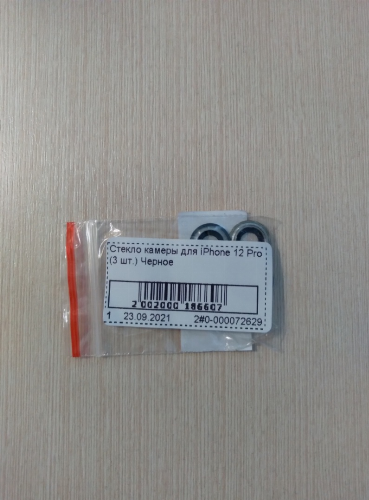 Стекло камеры для iPhone 12 Pro
(3 шт.) Черное
2 002000 186607
1 23.09.2021 2#0-000072629